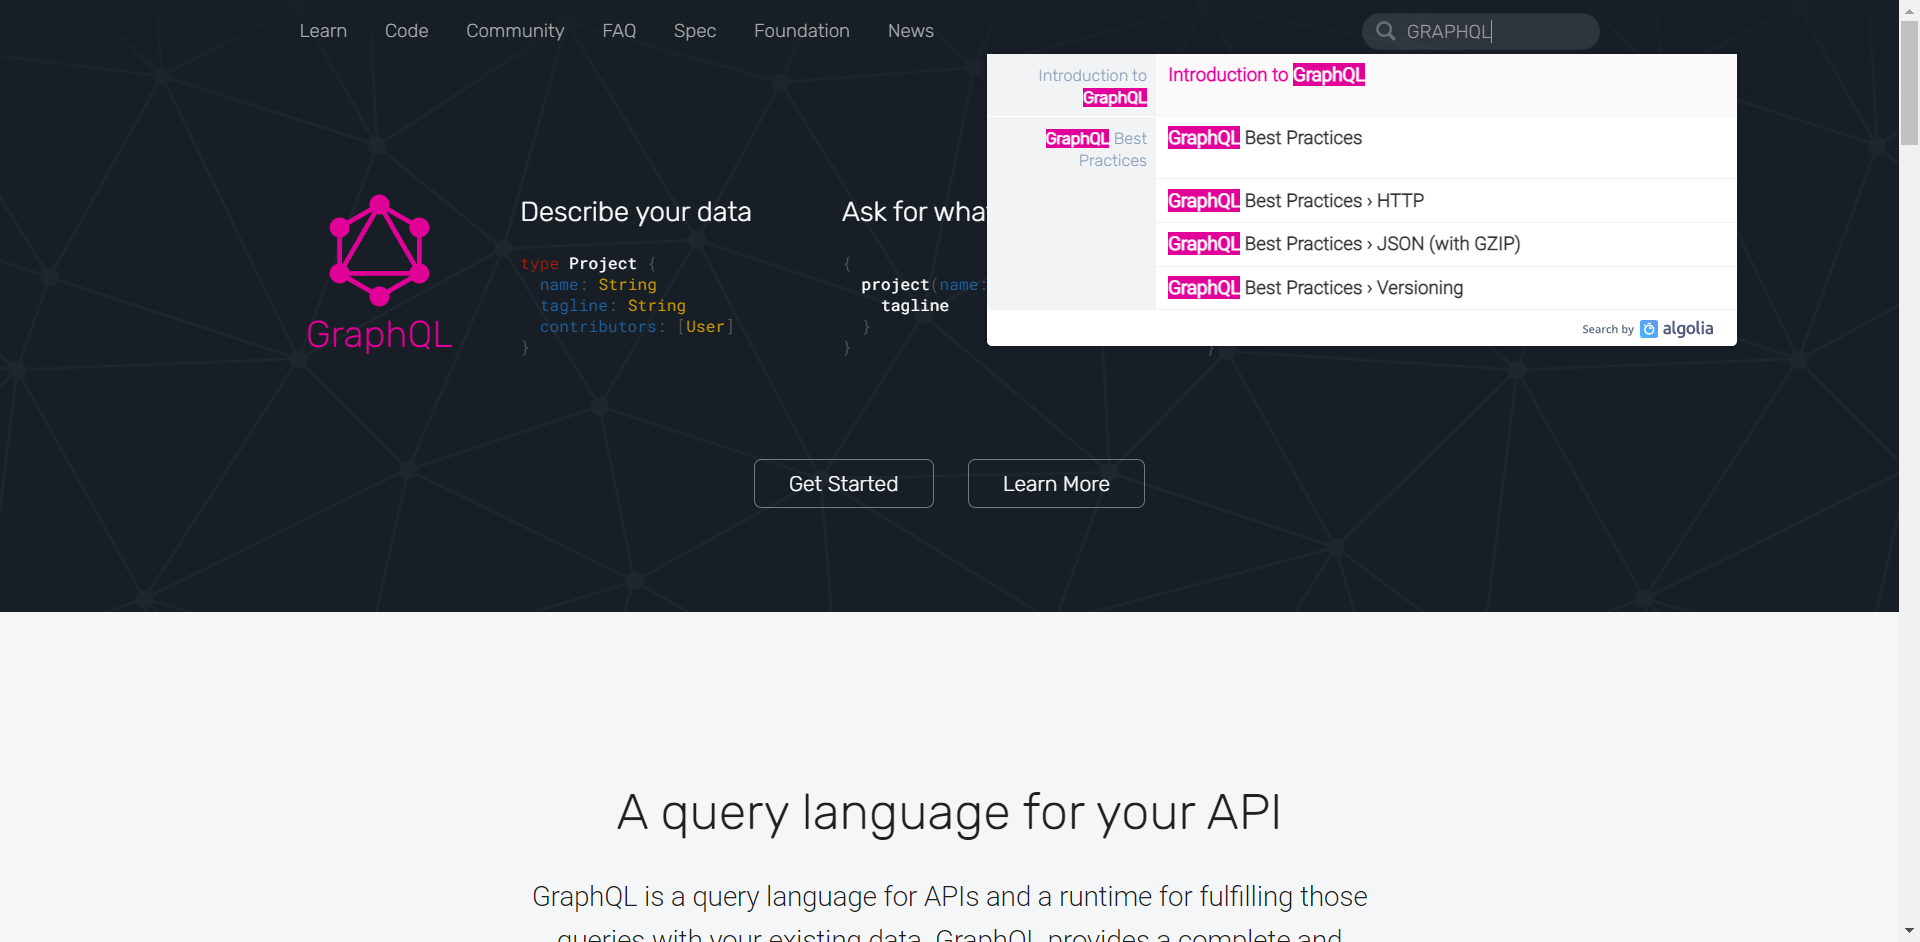 Learn Code Community FAQ Spec Foundation News GRAPHQL
Introduction to
GraphQL
Introduction to GraphQL
GraphQL Best
Practices
GraphQL Best Practices
GraphQL Best Practices › HTTP
GraphQL Best Practices › JSON (with GZIP)
GraphQL Best Practices › Versioning
Search by algolia
GraphQL
Describe your data
type Project {
name: String
tagline: String
contributors: [User]
}
Ask for what
{
project(name:
tagline
}
}
}
Get Started
Learn More
A query language for your API
GraphQL is a query language for APIs and a runtime for fulfilling those
queries with your existing data. GraphQL provides a complete and